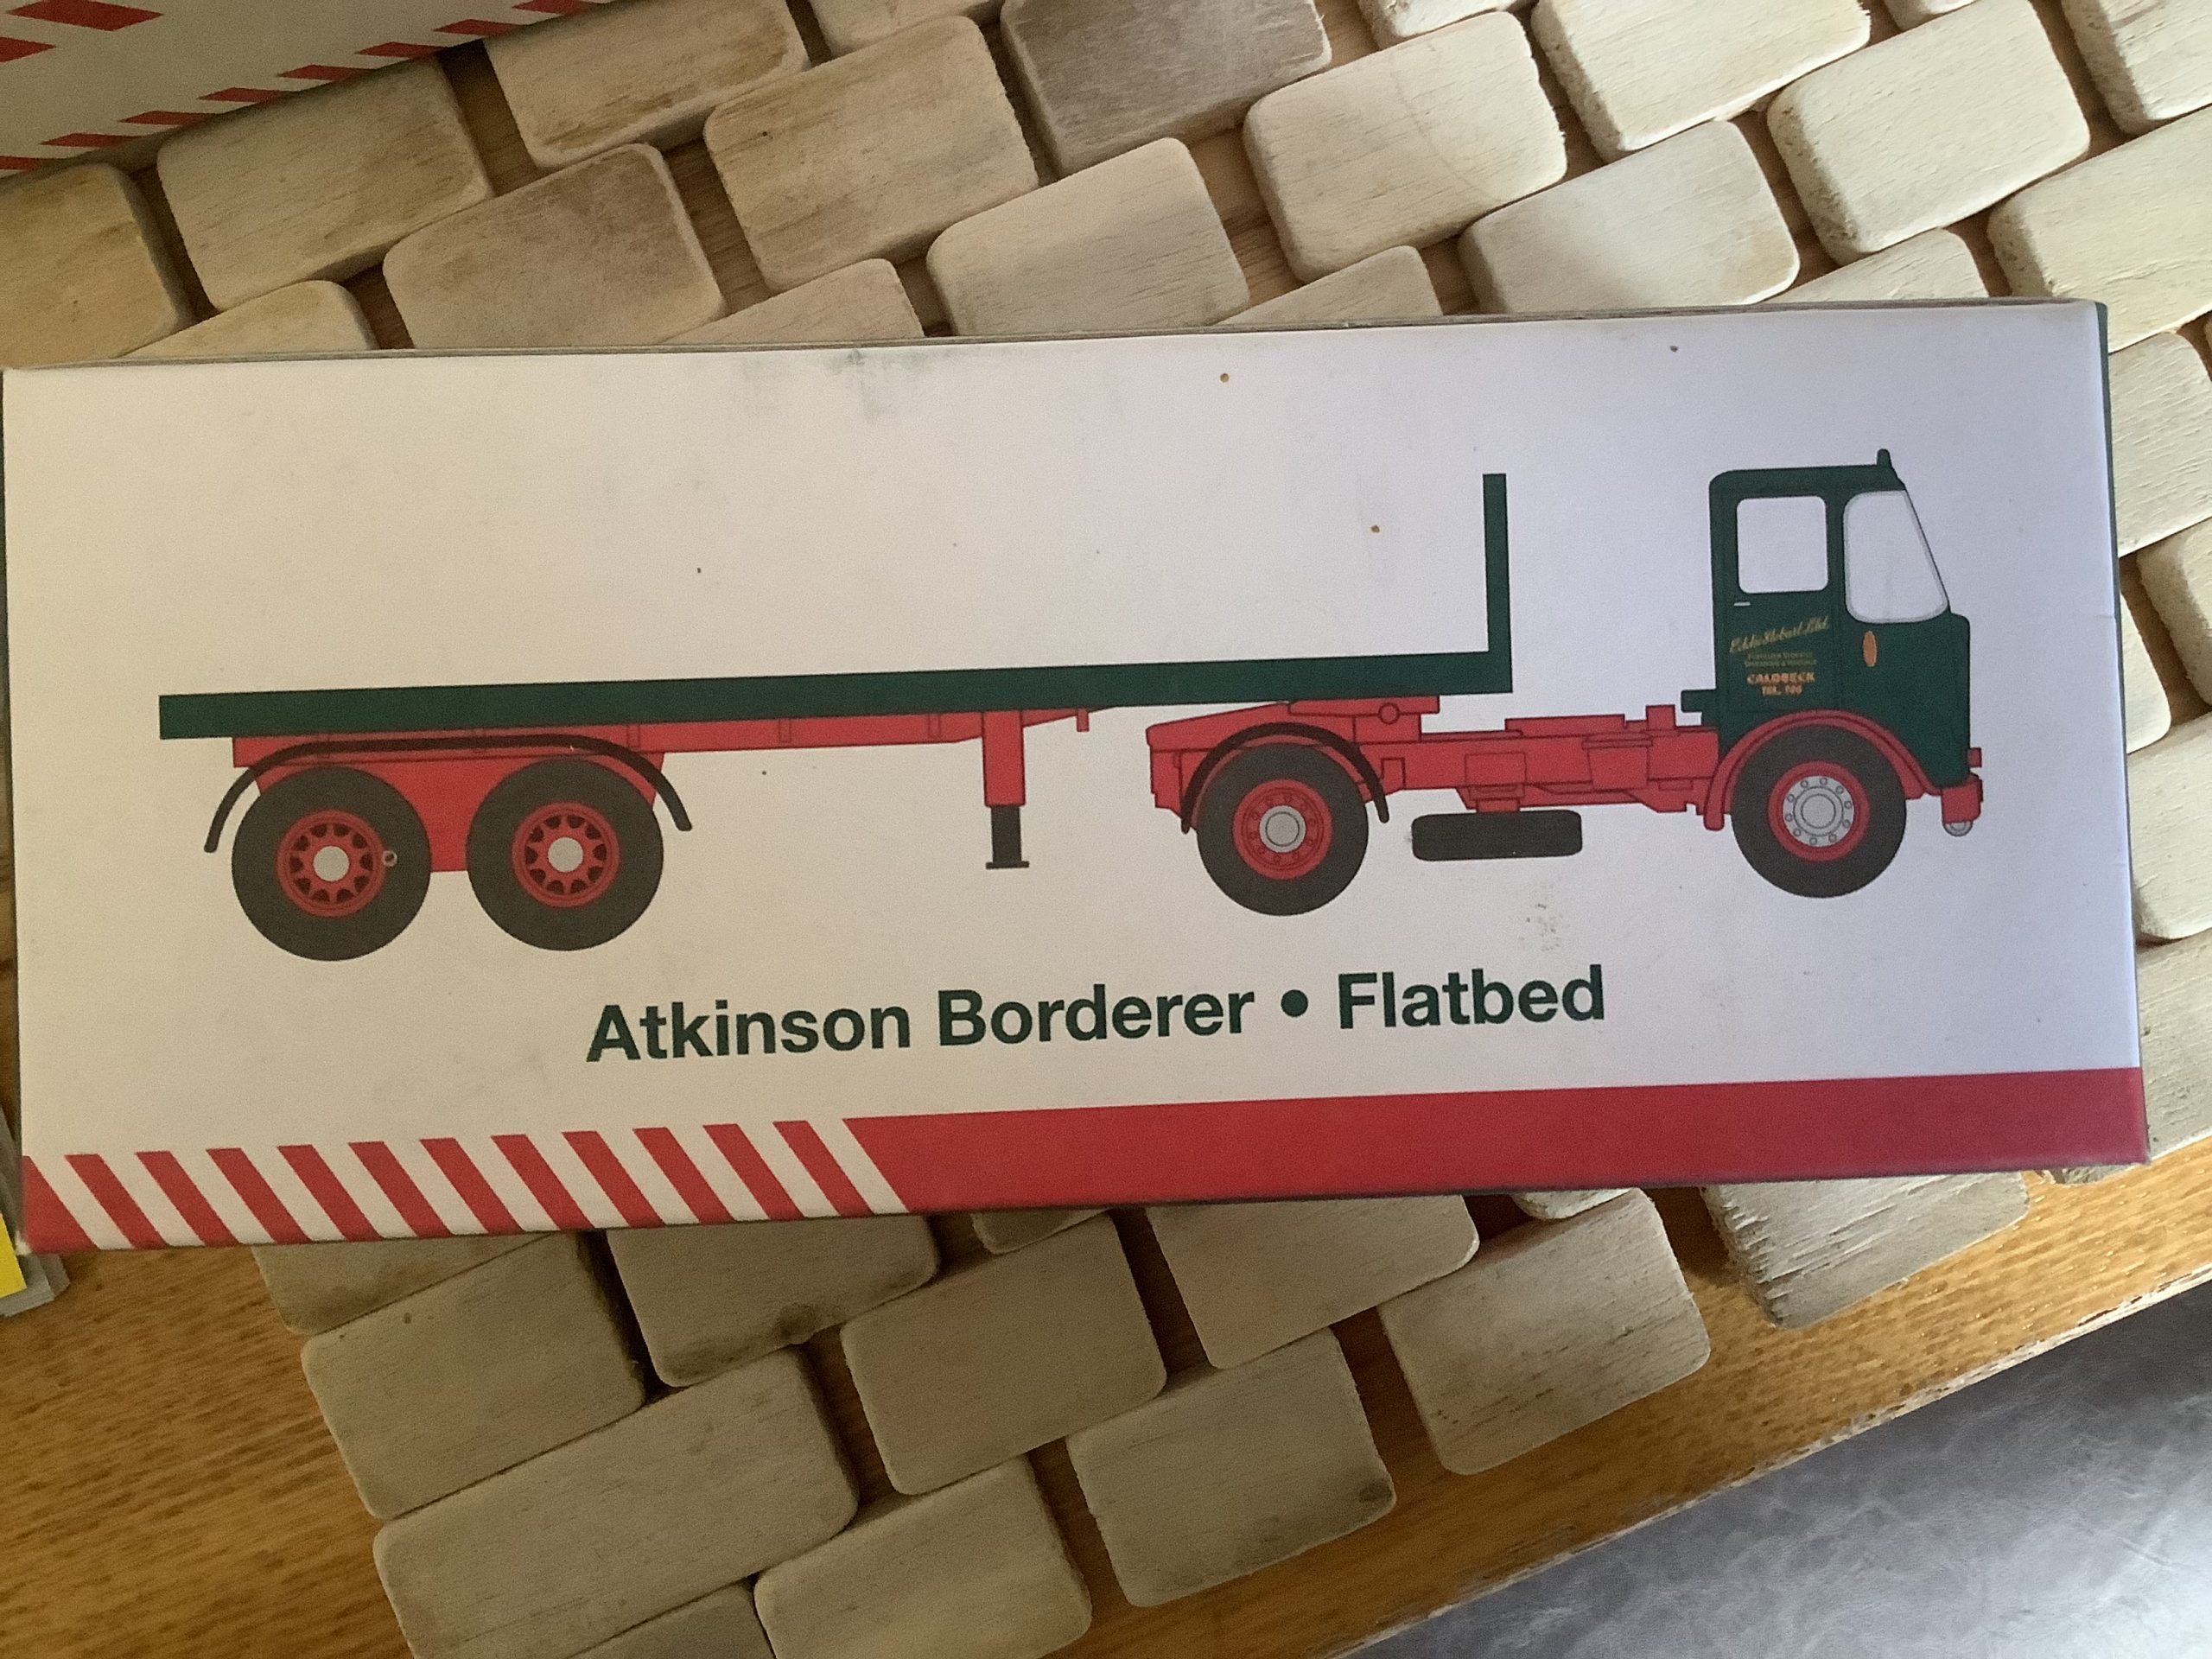 Atkinson Borderer • Flatbed
Eddie Stobart Ltd.
CALDBECK